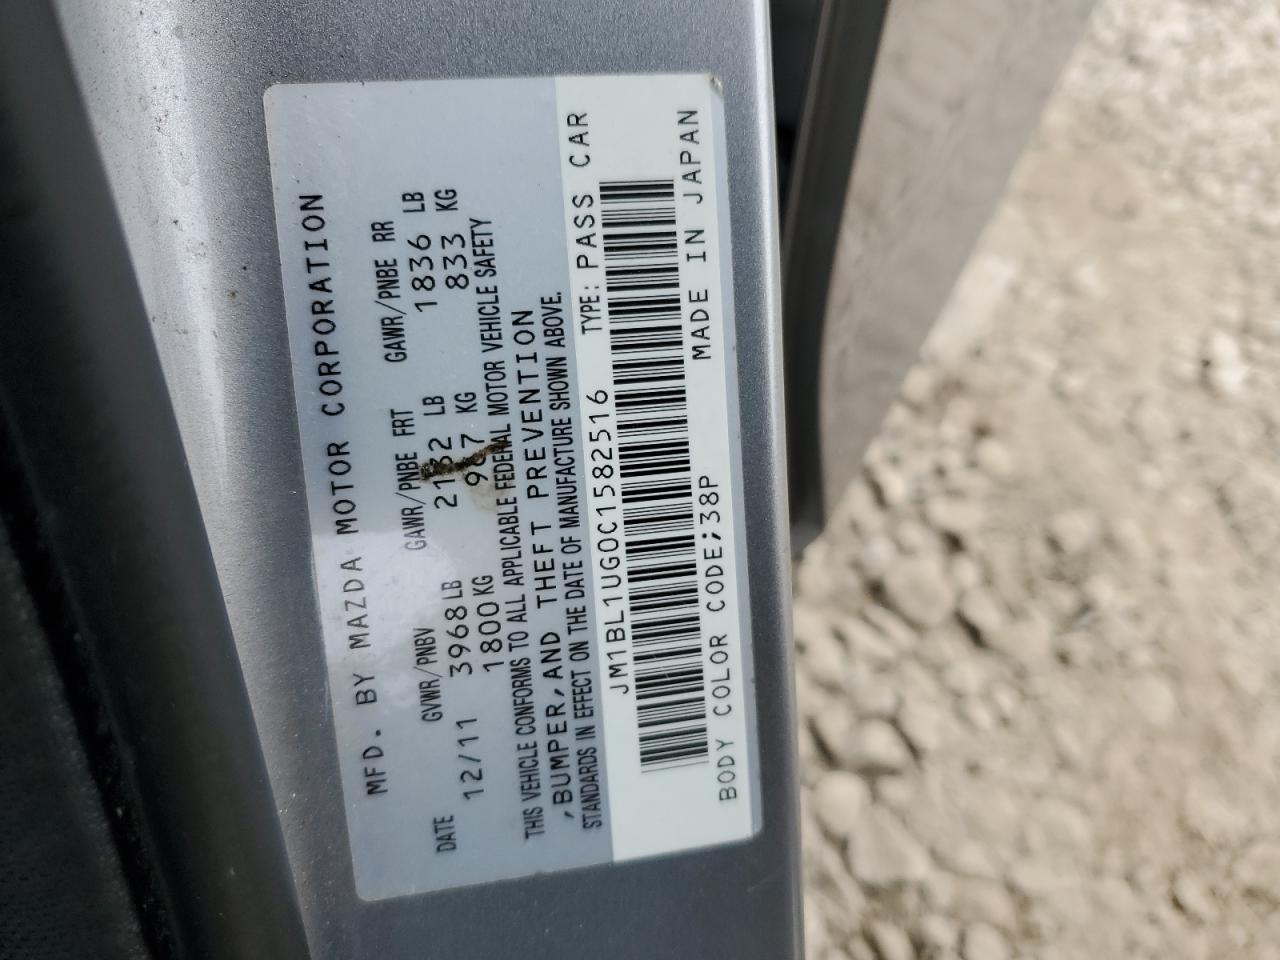 MFD. BY MAZDA MOTOR CORPORATION
DATE GVWR/PNBV GAWR/PNBE FRT GAWR/PNBE RR
12/11 3968 LB 2132 LB 1836 LB
1800 KG 967 KG 833 KG
THIS VEHICLE CONFORMS TO ALL APPLICABLE FEDERAL MOTOR VEHICLE SAFETY
,BUMPER,AND THEFT PREVENTION
STANDARDS IN EFFECT ON THE DATE OF MANUFACTURE SHOWN ABOVE.
JM1BL1UG0C1582516 TYPE: PASS CAR
BODY COLOR CODE;38P MADE IN JAPAN